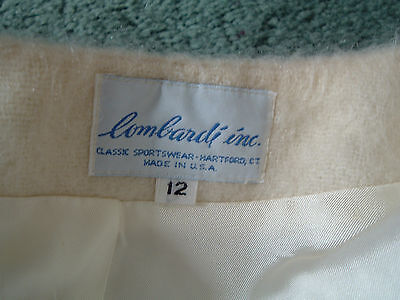 Lombardi inc.
CLASSIC SPORTSWEAR-HARTFORD, CT
MADE IN U.S.A.
12